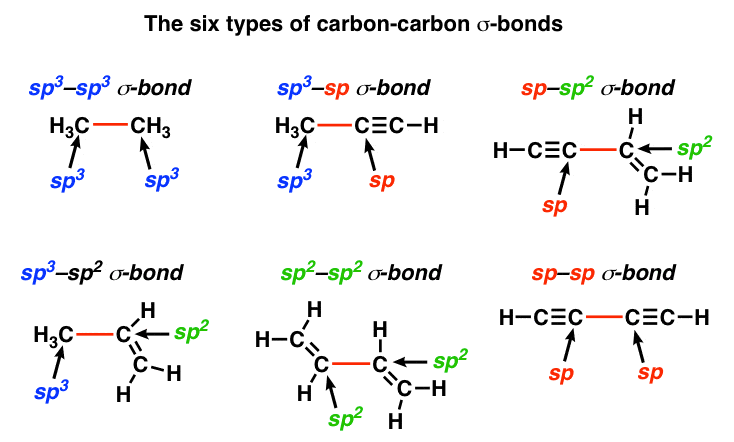 The six types of carbon-carbon σ-bonds
sp³–sp³ σ-bond
H₃C—CH₃
sp³
sp³
sp³–sp σ-bond
H₃C—C≡C–H
sp³
sp
sp–sp² σ-bond
H
H–C≡C—C
sp²
C–H
H
sp
sp³–sp² σ-bond
H
H₃C—C
sp²
C–H
H
sp³
sp²–sp² σ-bond
H
H–C
H
C—C
sp²
H
C–H
H
sp²
sp–sp σ-bond
H–C≡C—C≡C–H
sp
sp